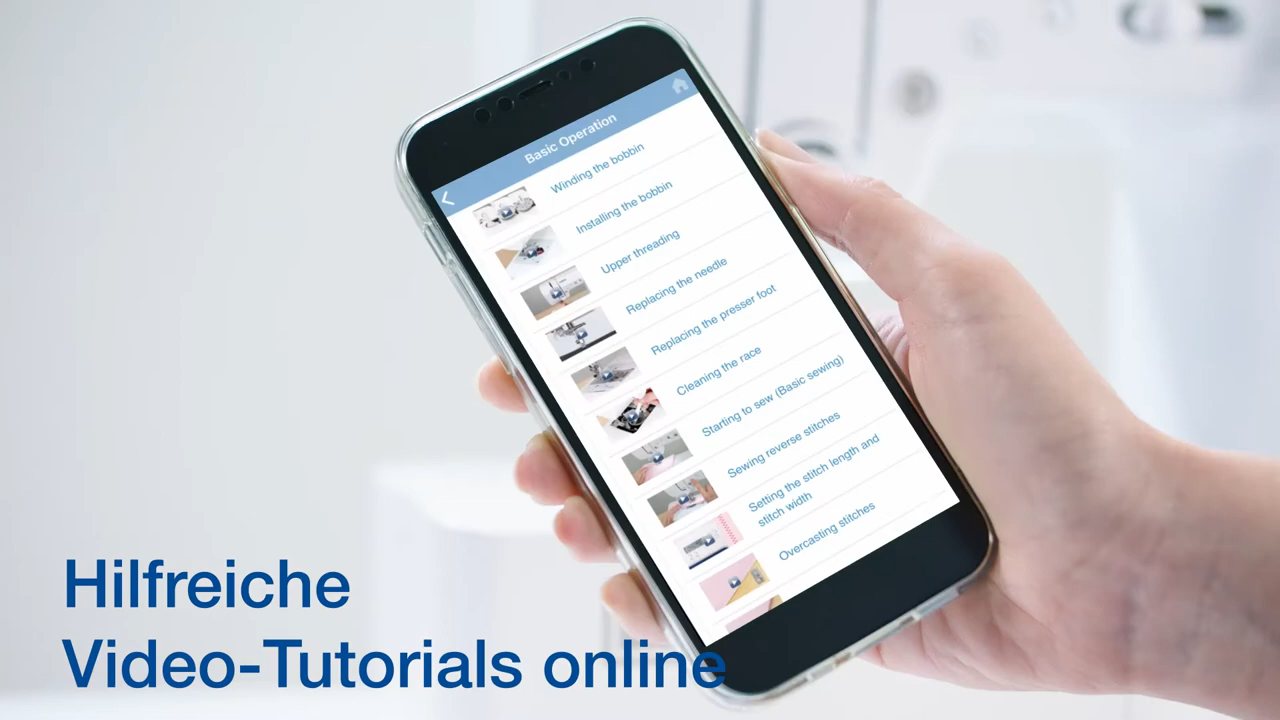 Basic Operation
Winding the bobbin
Installing the bobbin
Upper threading
Replacing the needle
Replacing the presser foot
Cleaning the race
Starting to sew (Basic sewing)
Sewing reverse stitches
Setting the stitch length and
stitch width
Overcasting stitches
Hilfreiche
Video-Tutorials online